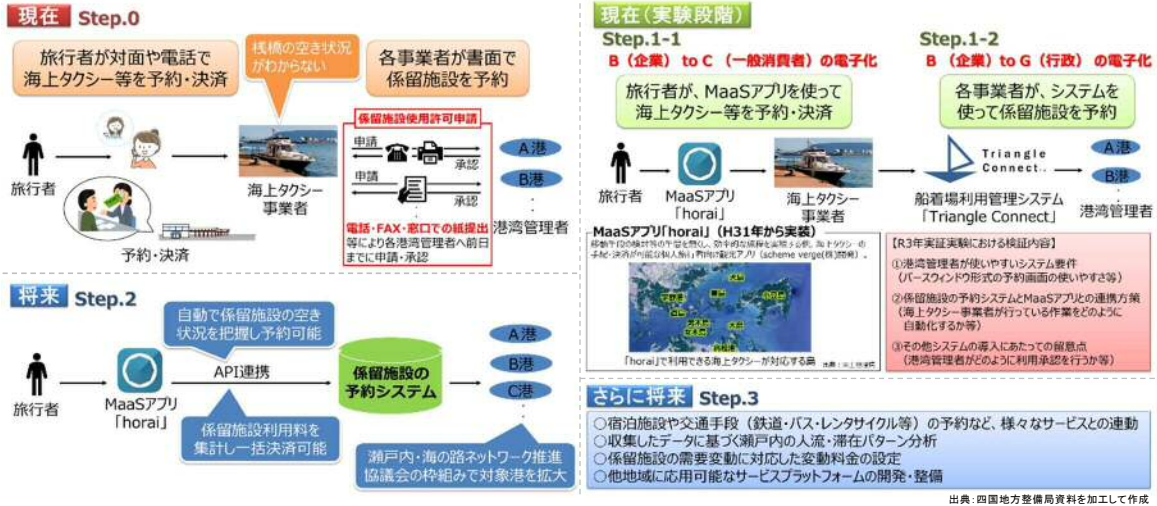 現在 Step.0
旅行者が対面や電話で
海上タクシー等を予約・決済
桟橋の空き状況
がわからない
各事業者が書面で
係留施設を予約
旅行者
予約・決済
海上タクシー
事業者
係留施設使用許可申請
申請
承認
申請
承認
電話・FAX・窓口での紙提出
等により各港湾管理者へ前日
までに申請・承認
A港
B港
:
港湾管理者
現在(実験段階)
Step.1-1
B(企業)to C(一般消費者)の電子化
旅行者が、MaaSアプリを使って
海上タクシー等を予約・決済
旅行者
MaaSアプリ
「horai」
海上タクシー
事業者
Step.1-2
B(企業)to G(行政)の電子化
各事業者が、システムを
使って係留施設を予約
Triangle
Connect
船着場利用管理システム
「Triangle Connect」
A港
B港
:
港湾管理者
MaaSアプリ「horai」(H31年から実装)
手配・決済が可能な個人旅行者向け観光アプリ(scheme verge(株)開発)。
「horai」で利用できる海上タクシーが対応する島
【R3年実証実験における検証内容】
①港湾管理者が使いやすいシステム要件
(バースウィンドウ形式の予約画面の使いやすさ等)
②係留施設の予約システムとMaaSアプリとの連携方策
(海上タクシー事業者が行っている作業をどのように
自動化するか等)
③その他システムの導入にあたっての留意点
(港湾管理者がどのように利用承認を行うか等)
将来 Step.2
自動で係留施設の空き
状況を把握し予約可能
旅行者
MaaSアプリ
「horai」
API連携
係留施設の
予約システム
係留施設利用料を
集計し一括決済可能
A港
B港
C港
:
瀬戸内・海の路ネットワーク推進
協議会の枠組みで対象港を拡大
さらに将来 Step.3
○宿泊施設や交通手段(鉄道・バス・レンタサイクル等)の予約など、様々なサービスとの連動
○収集したデータに基づく瀬戸内の人流・滞在パターン分析
○係留施設の需要変動に対応した変動料金の設定
○他地域に応用可能なサービスプラットフォームの開発・整備
出典:四国地方整備局資料を加工して作成